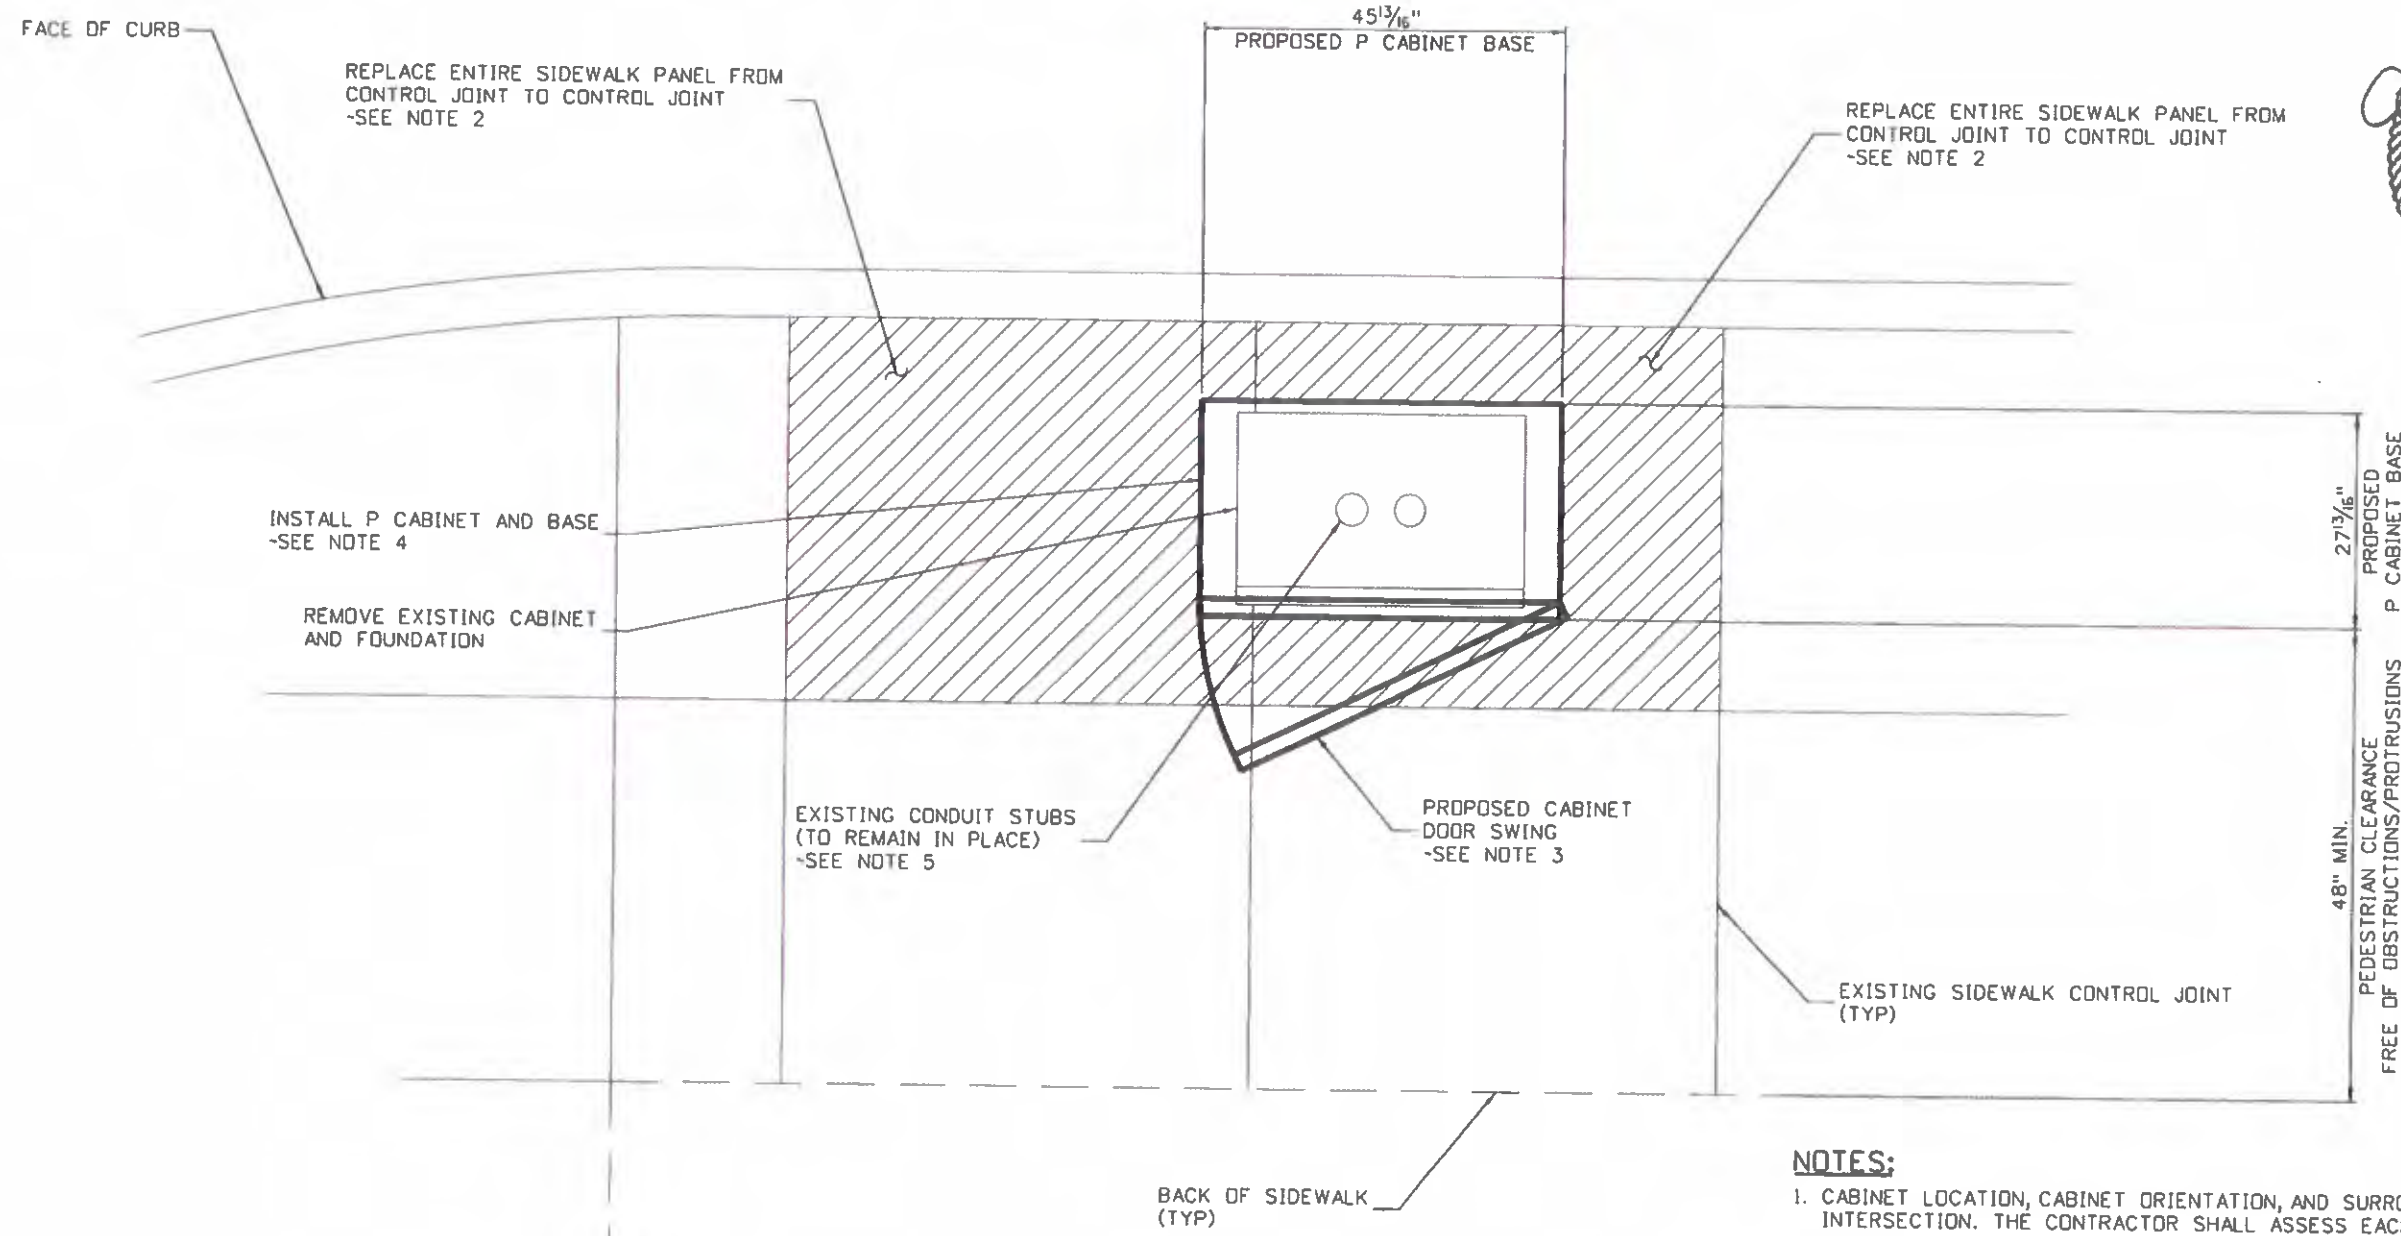 45 13/16"
PROPOSED P CABINET BASE
FACE OF CURB
REPLACE ENTIRE SIDEWALK PANEL FROM
CONTROL JOINT TO CONTROL JOINT
~SEE NOTE 2
REPLACE ENTIRE SIDEWALK PANEL FROM
CONTROL JOINT TO CONTROL JOINT
~SEE NOTE 2
INSTALL P CABINET AND BASE
~SEE NOTE 4
REMOVE EXISTING CABINET
AND FOUNDATION
27 13/16"
PROPOSED
P CABINET BASE
EXISTING CONDUIT STUBS
(TO REMAIN IN PLACE)
~SEE NOTE 5
PROPOSED CABINET
DOOR SWING
~SEE NOTE 3
48" MIN.
PEDESTRIAN CLEARANCE
FREE OF OBSTRUCTIONS/PROTRUSIONS
EXISTING SIDEWALK CONTROL JOINT
(TYP)
BACK OF SIDEWALK
(TYP)
NOTES:
1. CABINET LOCATION, CABINET ORIENTATION, AND
INTERSECTION. THE CONTRACTOR SHALL ASSESS